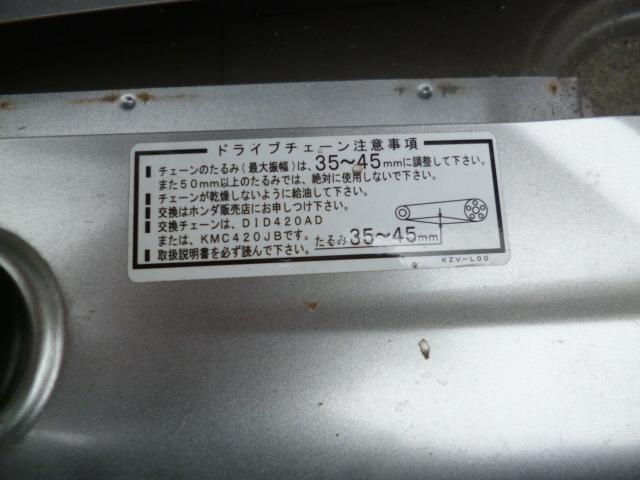 ドライブチェーン注意事項
チェーンのたるみ(最大振幅)は、35~45mmに調整して下さい。
また50mm以上のたるみでは、絶対に使用しないで下さい。
チェーンが乾燥しないように給油して下さい。
交換はホンダ販売店にお申しつけ下さい。
交換チェーンは、DID420AD
または、KMC420JBです。
たるみ35~45mm
取扱説明書を必ず読んで下さい。
KZV-L00